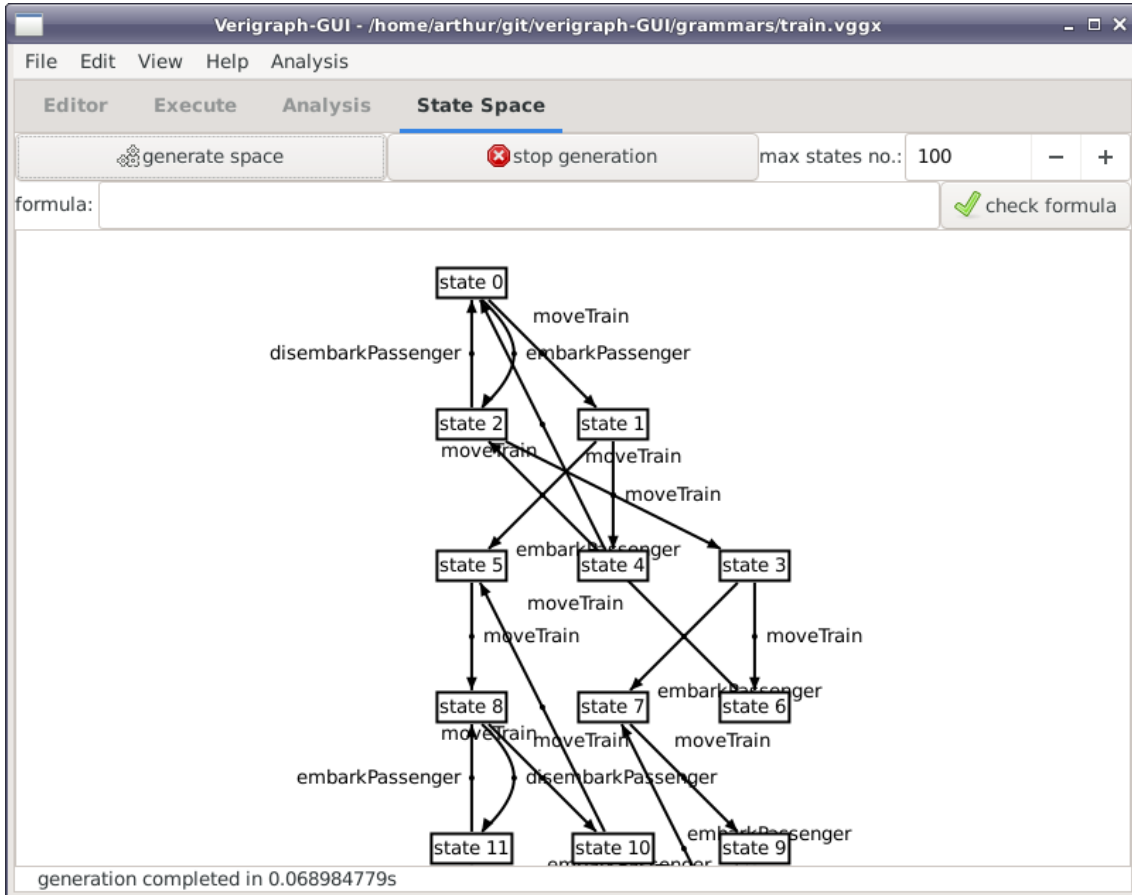 Verigraph-GUI - /home/arthur/git/verigraph-GUI/grammars/train.vggx
File Edit View Help Analysis
Editor Execute Analysis State Space
generate space stop generation max states no.: 100
formula: check formula
state 0
moveTrain
disembarkPassenger embarkPassenger
state 2 state 1
moveTrain moveTrain
moveTrain
embarkPassenger
state 5 state 4 state 3
moveTrain
moveTrain moveTrain
embarkPassenger
state 8 state 7 state 6
moveTrain moveTrain moveTrain
embarkPassenger disembarkPassenger
embarkPassenger
state 11 state 10 state 9
embarkPassenger
generation completed in 0.068984779s